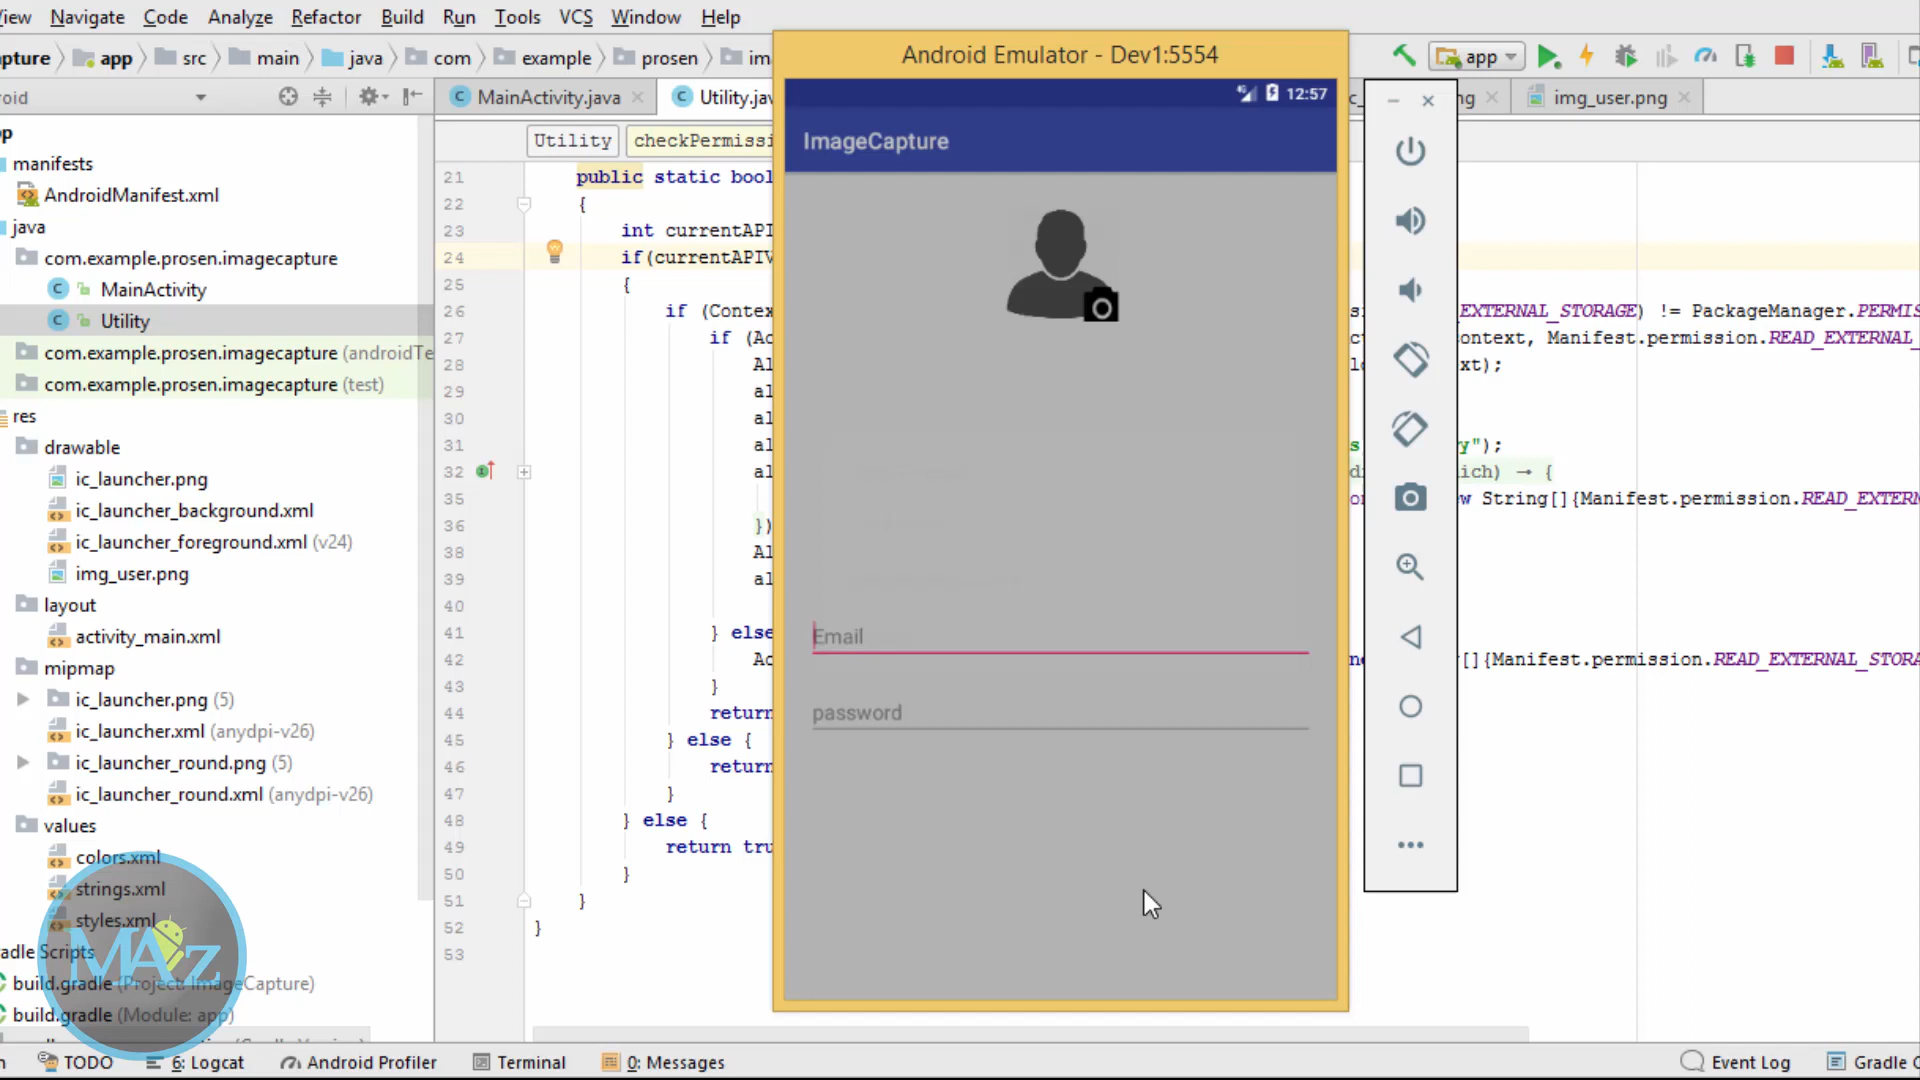 View Navigate Code Analyze Refactor Build Run Tools VCS Window Help
pture app src main java com example prosen im app
roid MainActivity.java Utility.jav ng img_user.png
Utility checkPermissi
pp
manifests
AndroidManifest.xml
java
com.example.prosen.imagecapture
MainActivity
Utility
com.example.prosen.imagecapture (androidTe
com.example.prosen.imagecapture (test)
res
drawable
ic_launcher.png
ic_launcher_background.xml
ic_launcher_foreground.xml (v24)
img_user.png
layout
activity_main.xml
mipmap
ic_launcher.png (5)
ic_launcher.xml (anydpi-v26)
ic_launcher_round.png (5)
ic_launcher_round.xml (anydpi-v26)
values
colors.xml
strings.xml
styles.xml
radle Scripts
build.gradle (Project: ImageCapture)
build.gradle (Module: app)
MAz
21 public static bool
22 {
23 int currentAPI
24 if(currentAPIV
25 {
26 if (Contex EXTERNAL_STORAGE) != PackageManager.PERMIS
27 if (Ac ontext, Manifest.permission.READ_EXTERNAL_
28 Al xt);
29 al
30 al
31 al y");
32 al ich) → {
35 w String[]{Manifest.permission.READ_EXTERN
36 })
38 Al
39 al
40
41 } else
42 Ac []{Manifest.permission.READ_EXTERNAL_STORA
43 }
44 return
45 } else {
46 return
47 }
48 } else {
49 return tru
50 }
51 }
52 }
53
Android Emulator - Dev1:5554
12:57
ImageCapture
Email
password
TODO 6: Logcat Android Profiler Terminal 0: Messages Event Log Gradle C